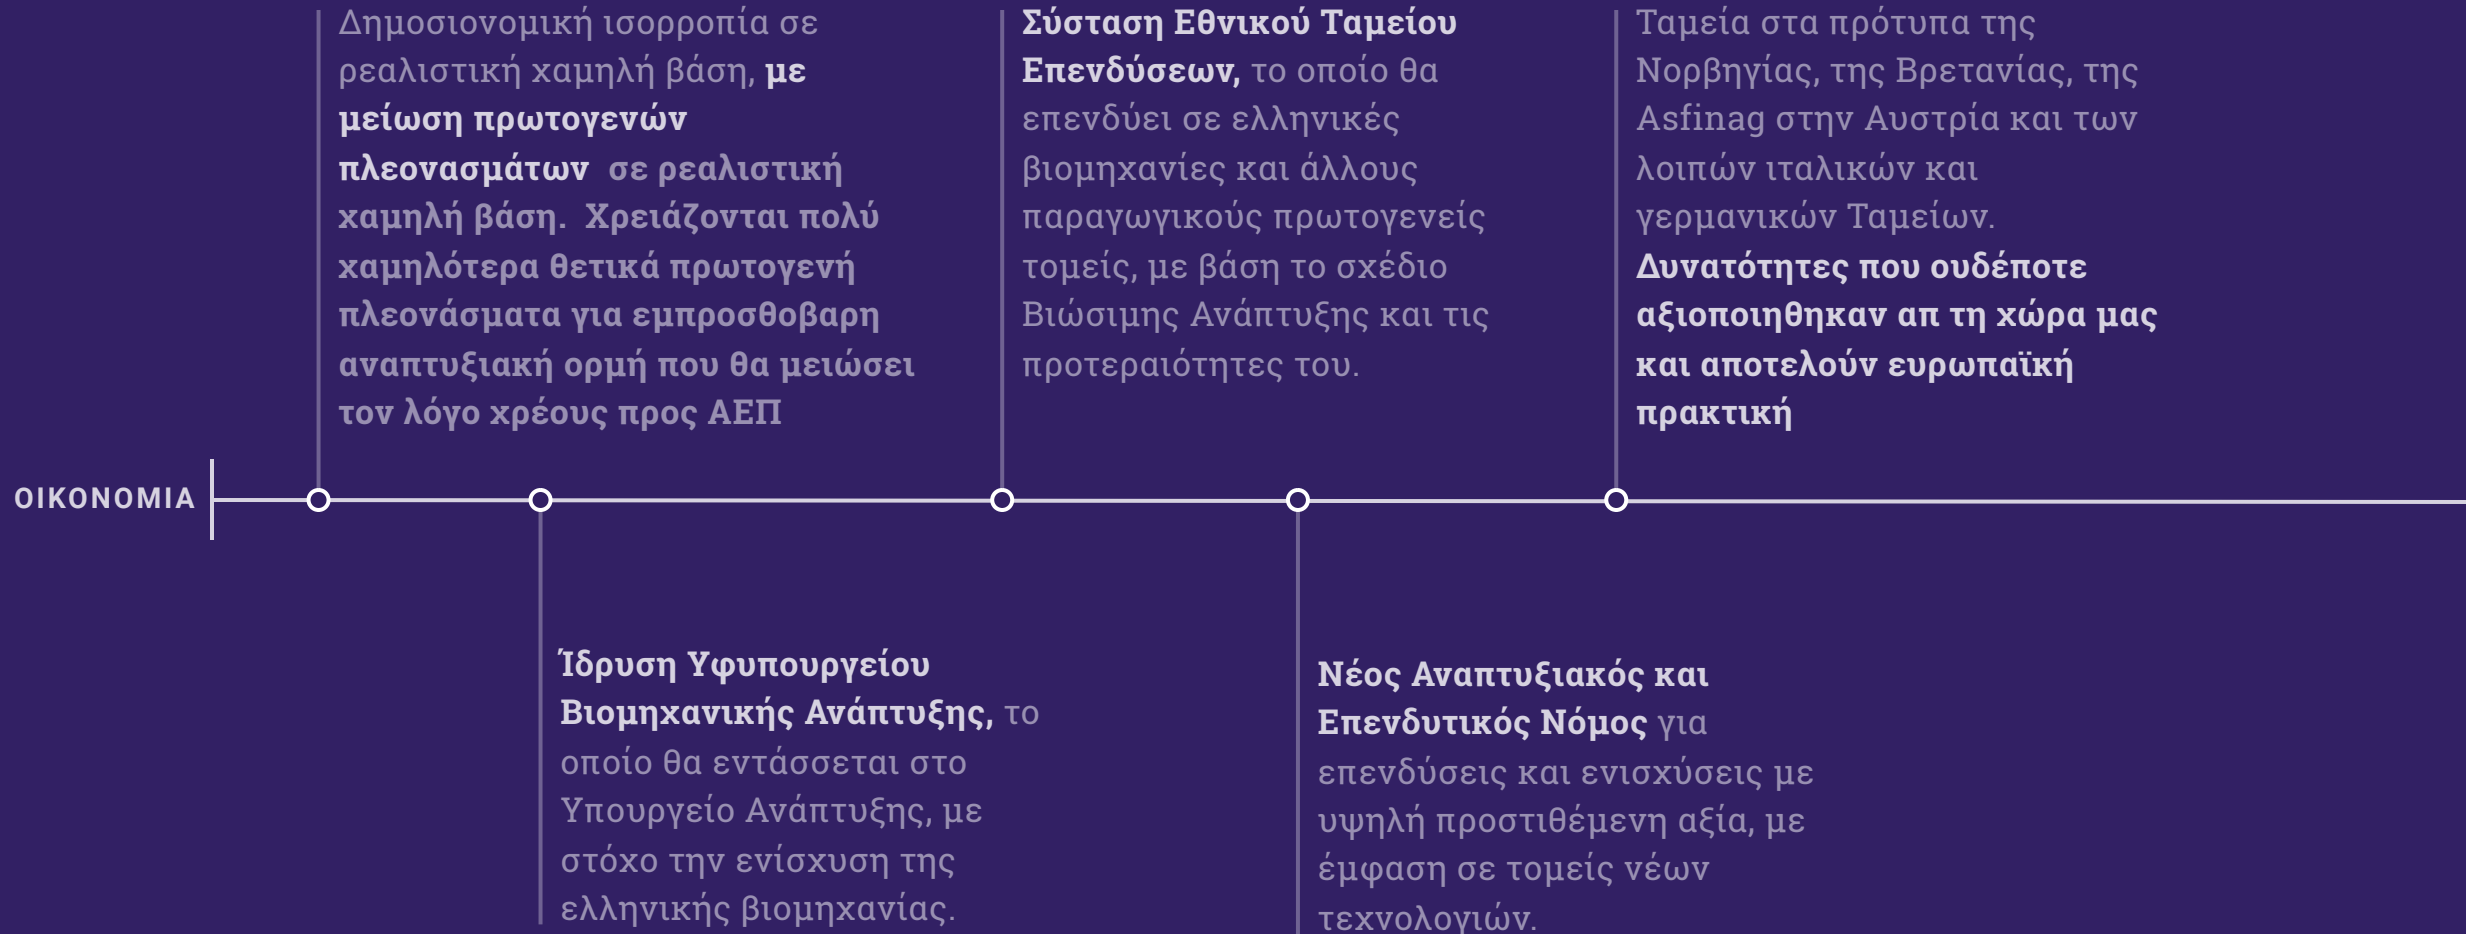 Δημοσιονομική ισορροπία σε
ρεαλιστική χαμηλή βάση, με
μείωση πρωτογενών
πλεονασμάτων σε ρεαλιστική
χαμηλή βάση. Χρειάζονται πολύ
χαμηλότερα θετικά πρωτογενή
πλεονάσματα για εμπροσθοβαρη
αναπτυξιακή ορμή που θα μειώσει
τον λόγο χρέους προς ΑΕΠ
Σύσταση Εθνικού Ταμείου
Επενδύσεων, το οποίο θα
επενδύει σε ελληνικές
βιομηχανίες και άλλους
παραγωγικούς πρωτογενείς
τομείς, με βάση το σχέδιο
Βιώσιμης Ανάπτυξης και τις
προτεραιότητες του.
Ταμεία στα πρότυπα της
Νορβηγίας, της Βρετανίας, της
Asfinag στην Αυστρία και των
λοιπών ιταλικών και
γερμανικών Ταμείων.
Δυνατότητες που ουδέποτε
αξιοποιηθηκαν απ τη χώρα μας
και αποτελούν ευρωπαϊκή
πρακτική
ΟΙΚΟΝΟΜΙΑ
Ίδρυση Υφυπουργείου
Βιομηχανικής Ανάπτυξης, το
οποίο θα εντάσσεται στο
Υπουργείο Ανάπτυξης, με
στόχο την ενίσχυση της
ελληνικής βιομηχανίας.
Νέος Αναπτυξιακός και
Επενδυτικός Νόμος για
επενδύσεις και ενισχύσεις με
υψηλή προστιθέμενη αξία, με
έμφαση σε τομείς νέων
τεχνολογιών.